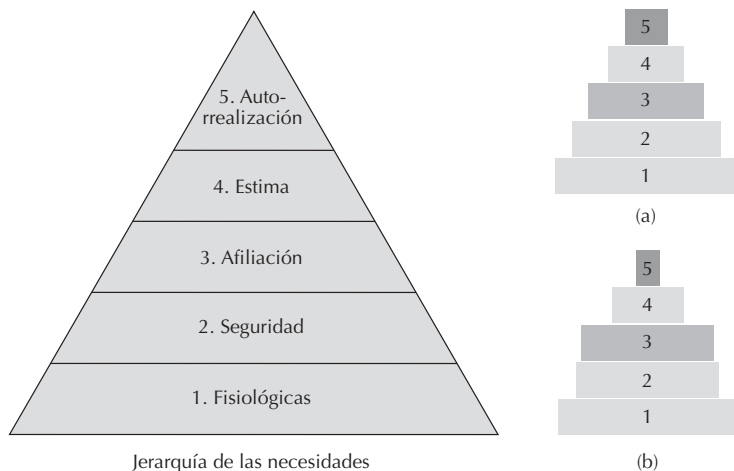 5. Auto-
rrealización
4. Estima
3. Afiliación
2. Seguridad
1. Fisiológicas
Jerarquía de las necesidades
5
4
3
2
1
(a)
5
4
3
2
1
(b)